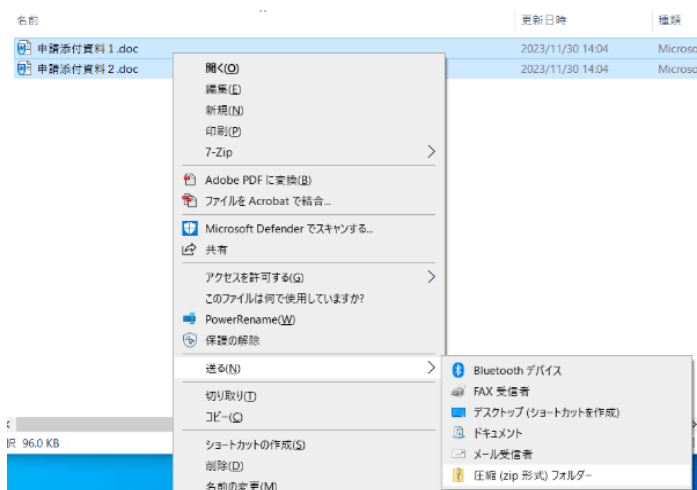 名前 更新日時 種類
申請添付資料1.doc 2023/11/30 14:04 Microso
申請添付資料2.doc 2023/11/30 14:04 Microso
開く(O)
編集(E)
新規(N)
印刷(P)
7-Zip
Adobe PDF に変換(B)
ファイルを Acrobat で結合...
Microsoft Defender でスキャンする...
共有
アクセスを許可する(G)
このファイルは何で使用していますか?
PowerRename(W)
保護の解除
送る(N)
Bluetooth デバイス
FAX 受信者
デスクトップ (ショートカットを作成)
ドキュメント
メール受信者
圧縮 (zip 形式) フォルダー
切り取り(T)
コピー(C)
ショートカットの作成(S)
削除(D)
名前の変更(M)
択 96.0 KB